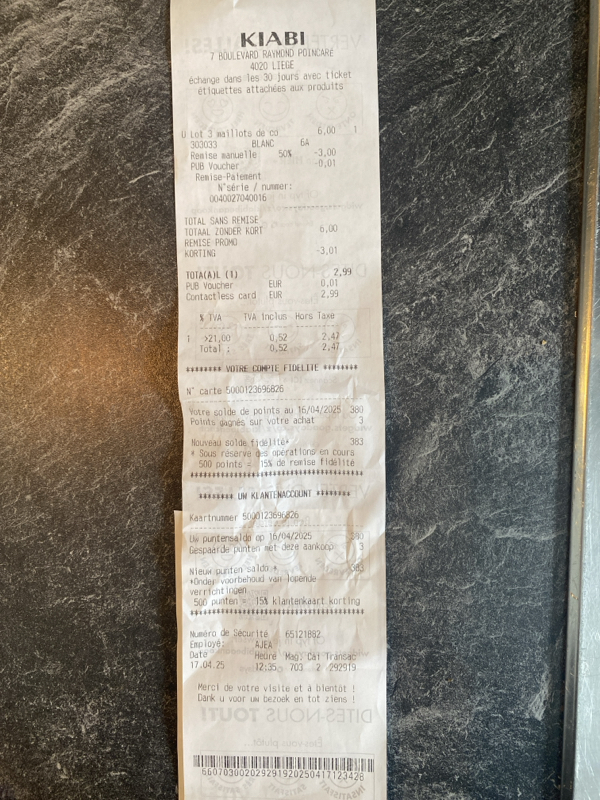 KIABI
7 BOULEVARD RAYMOND POINCARE
4020 LIEGE
échange dans les 30 jours avec ticket
étiquettes attachées aux produits
U Lot 3 maillots de co 6,00 1
303033 BLANC 6A
Remise manuelle 50% -3,00
PUB Voucher -0,01
Remise-Paiement
N°série / nummer:
0040027040016
TOTAL SANS REMISE
TOTAAL ZONDER KORT 6,00
REMISE PROMO
KORTING -3,01
TOTA(A)L (1) 2,99
PUB Voucher EUR 0,01
Contactless card EUR 2,99
% TVA TVA Inclus Hors Taxe
1 >21,00 0,52 2,47
Total : 0,52 2,47
******** VOTRE COMPTE FIDELITE ********
N° carte 5000123696826
Votre solde de points au 16/04/2025 380
Points gagnés sur votre achat 3
Nouveau solde fidélité* 383
* Sous réserve des opérations en cours
500 points = 15% de remise fidélité
******** UW KLANTENACCOUNT ********
Kaartnummer 5000123696826
Uw puntensaldo op 16/04/2025 380
Gespaarde punten met deze aankoop 3
Nieuw punten saldo * 383
*Onder voorbehoud van lopende
verrichtingen
500 punten = 15% klantenkaart korting
Numéro de Sécurité 65121882
Employé: AJEA
Date Heure Mag. Cai Transac
17.04.25 12:35 703 2 292919
Merci de votre visite et à bientôt !
Dank u voor uw bezoek en tot ziens !
660703002029291920250417123428